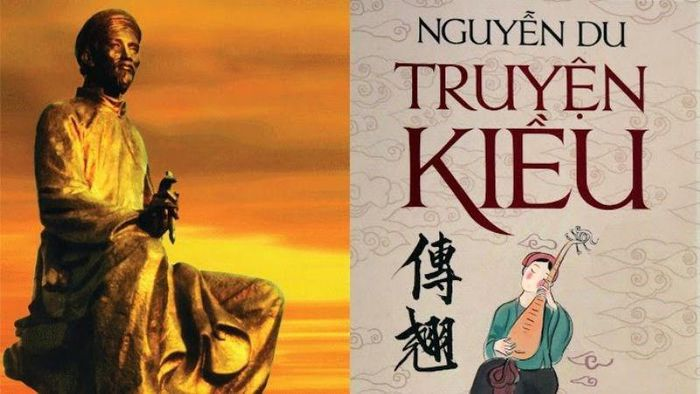 NGUYỄN DU
TRUYỆN
KIỀU
傳
翹